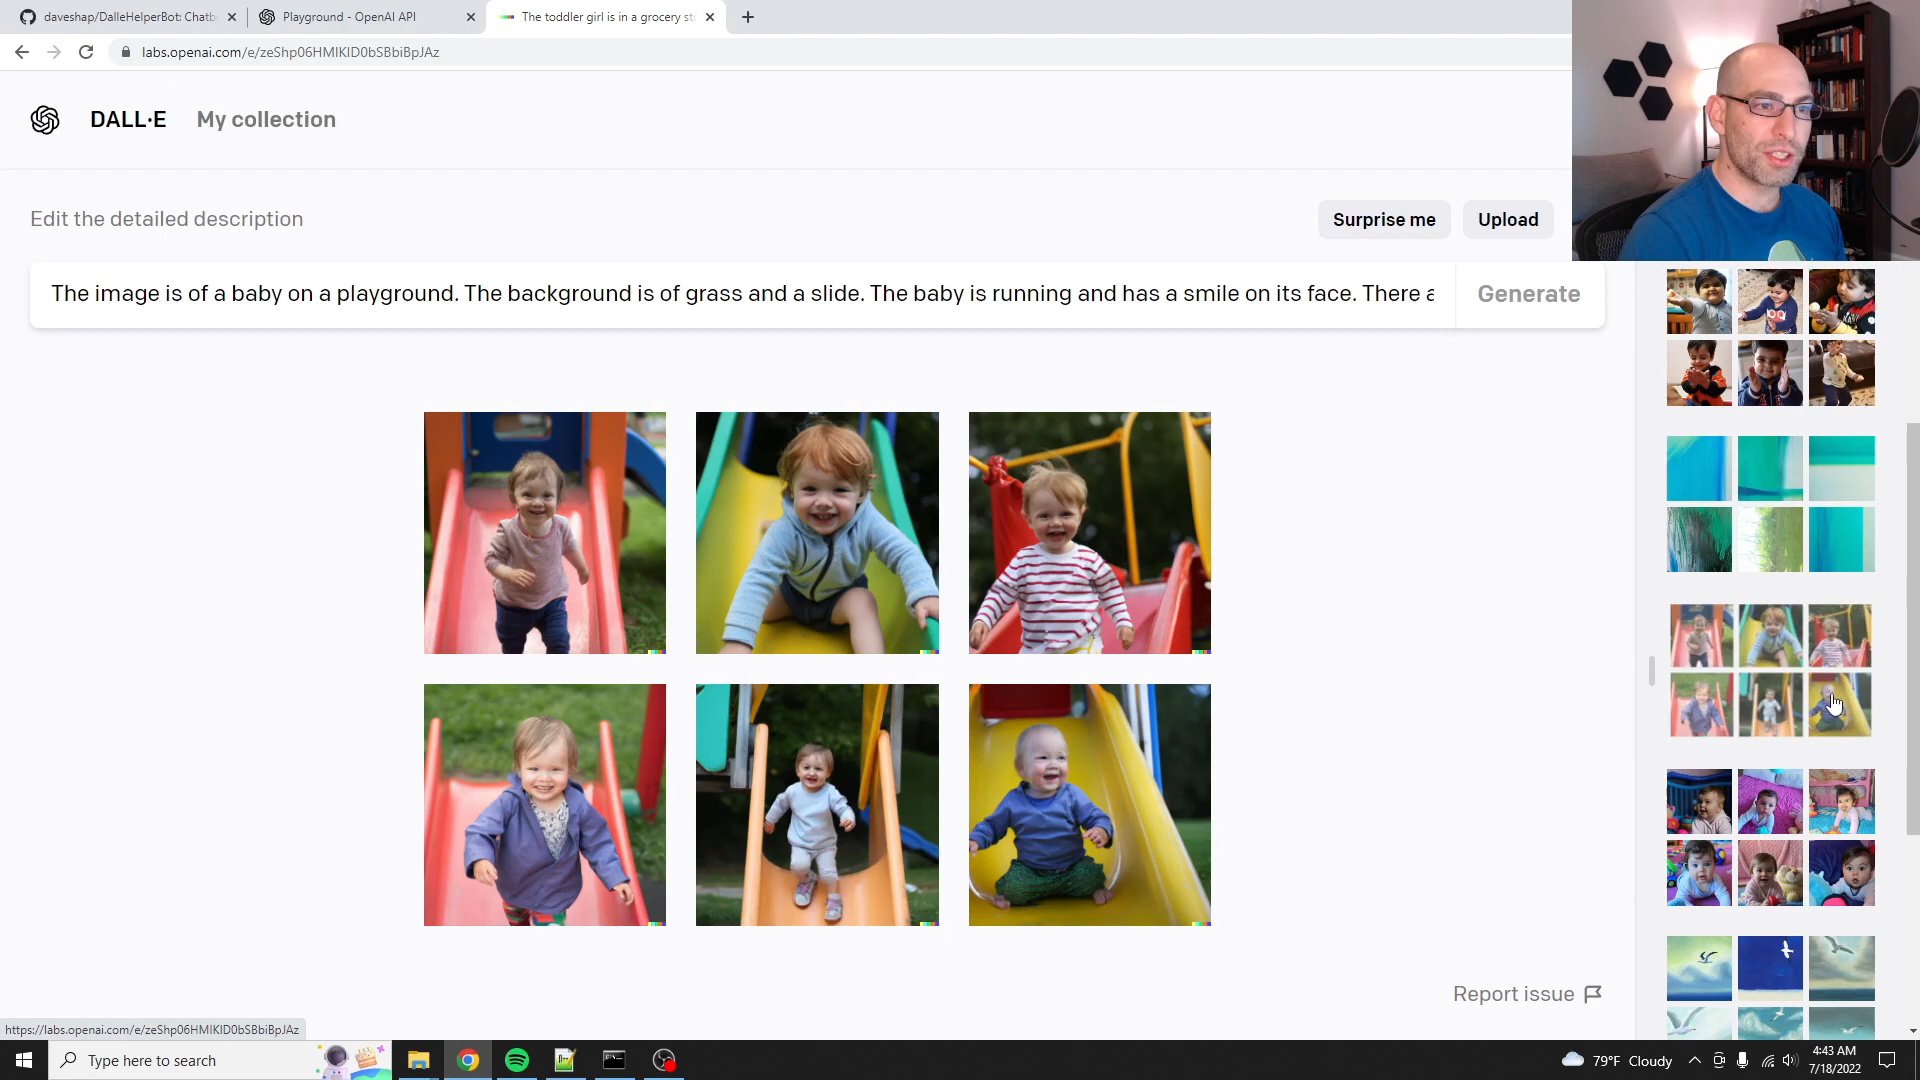 daveshap/DalleHelperBot: Chatb
Playground - OpenAI API
The toddler girl is in a grocery st
labs.openai.com/e/zeShp06HMIKID0bSBbiBpJAz
DALL·E
My collection
Edit the detailed description
Surprise me
Upload
The image is of a baby on a playground. The background is of grass and a slide. The baby is running and has a smile on its face. There a
Generate
Report issue
https://labs.openai.com/e/zeShp06HMIKID0bSBbiBpJAz
Type here to search
79°F Cloudy
4:43 AM
7/18/2022